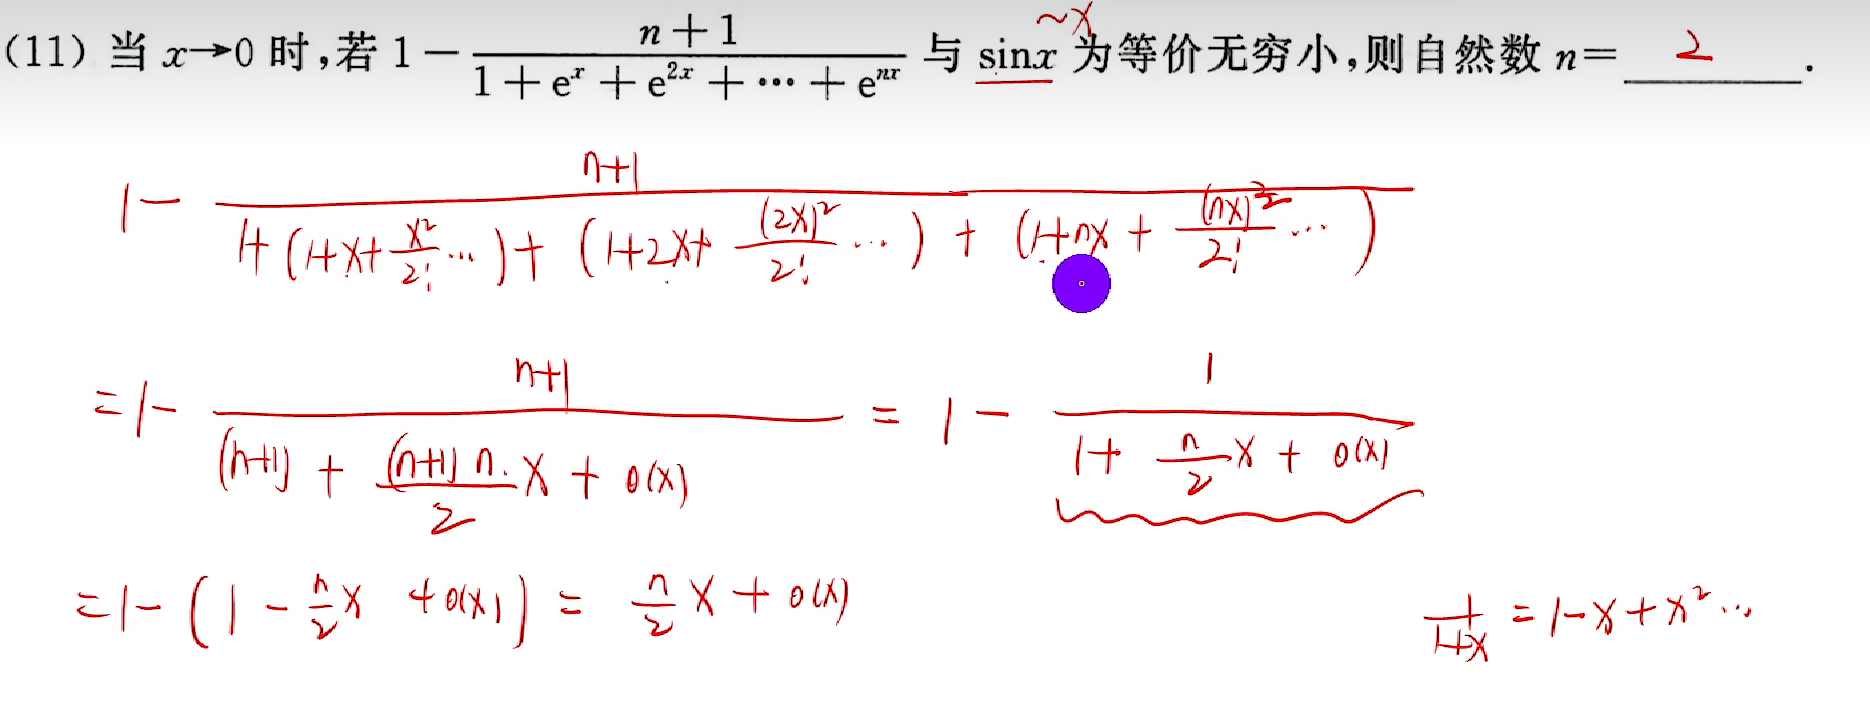 ~x
(11) 当 x→0 时,若 1 − (n+1)/(1+e^x+e^{2x}+⋯+e^{nx}) 与 sinx 为等价无穷小,则自然数 n= 2 .
1 − (n+1)/(1+(1+x+x²/2!⋯)+(1+2x+(2x)²/2!⋯)+(1+nx+(nx)²/2!⋯))
=1 − (n+1)/((n+1)+((n+1)n·/2)x+o(x)) = 1 − 1/(1+(n/2)x+o(x))
=1−(1−(n/2)x+o(x)) = (n/2)x+o(x)
1/(1+x) = 1−x+x²⋯